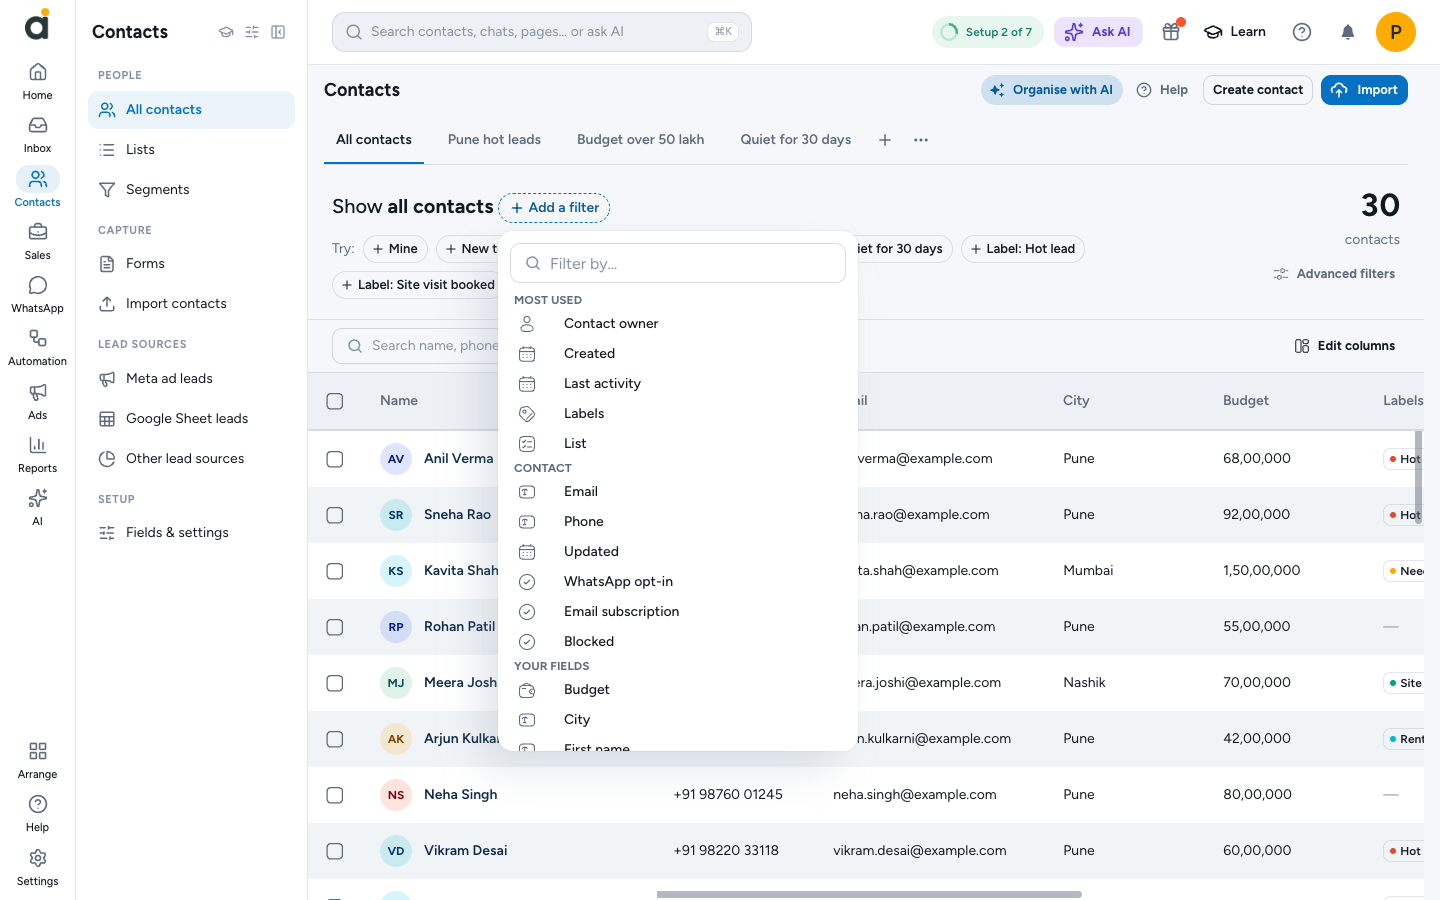 Search contacts, chats, pages... or ask AI
⌘K
Setup 2 of 7
Ask AI
Learn
P
Home
Inbox
Contacts
Sales
WhatsApp
Automation
Ads
Reports
AI
Arrange
Help
Settings
Contacts
PEOPLE
All contacts
Lists
Segments
CAPTURE
Forms
Import contacts
LEAD SOURCES
Meta ad leads
Google Sheet leads
Other lead sources
SETUP
Fields & settings
Contacts
Organise with AI
Help
Create contact
Import
All contacts
Pune hot leads
Budget over 50 lakh
Quiet for 30 days
Show all contacts
+ Add a filter
30
contacts
Try:
+ Mine
+ New
for 30 days
+ Label: Hot lead
+ Label: Site visit booked
Advanced filters
Search name, phone
Edit columns
Filter by...
MOST USED
Contact owner
Created
Last activity
Labels
List
CONTACT
Email
Phone
Updated
WhatsApp opt-in
Email subscription
Blocked
YOUR FIELDS
Budget
City
First name
Name
City
Budget
Labels
AV Anil Verma verma@example.com Pune 68,00,000 Hot
SR Sneha Rao na.rao@example.com Pune 92,00,000 Hot
KS Kavita Shah ta.shah@example.com Mumbai 1,50,00,000
RP Rohan Patil an.patil@example.com Pune 55,00,000 —
MJ Meera Josh era.joshi@example.com Nashik 70,00,000 Site
AK Arjun Kulka n.kulkarni@example.com Pune 42,00,000 Rent
NS Neha Singh +91 98760 01245 neha.singh@example.com Pune 80,00,000 —
VD Vikram Desai +91 98220 33118 vikram.desai@example.com Pune 60,00,000 Hot